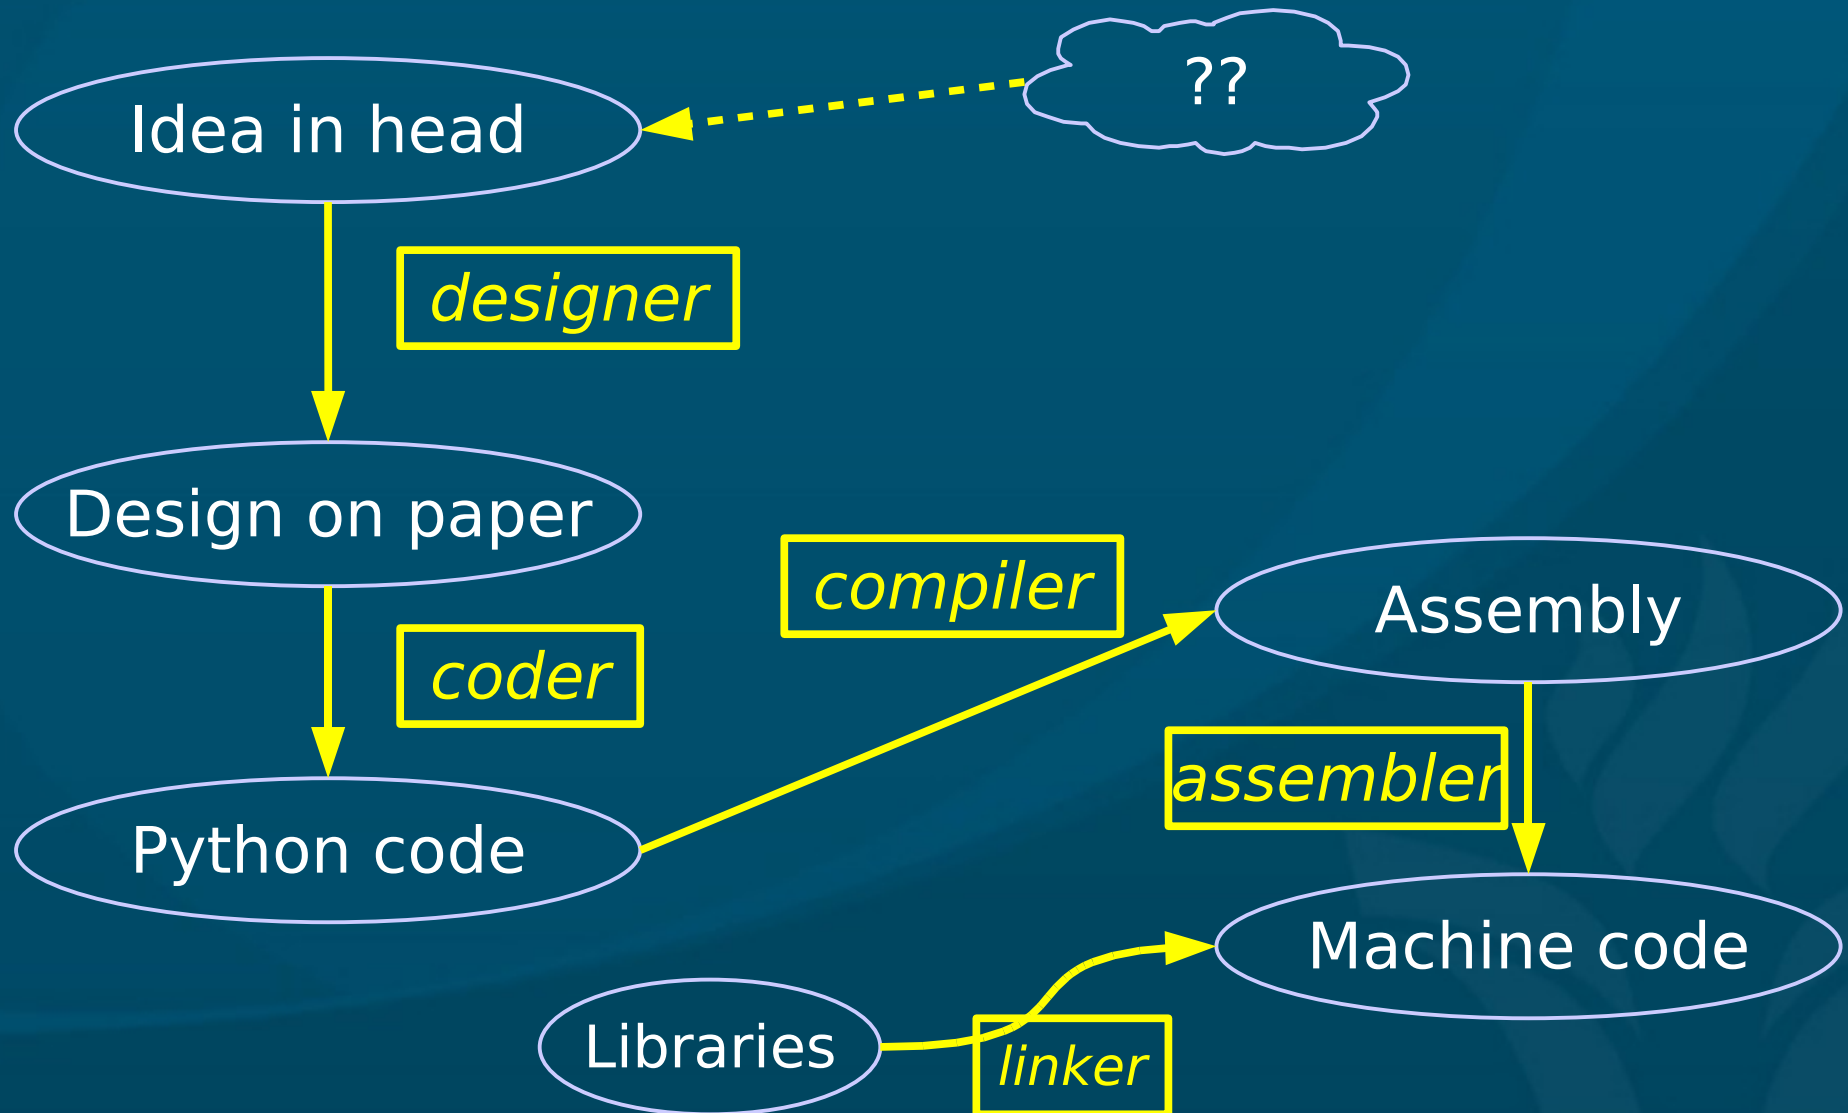 ??
Idea in head
designer
Design on paper
compiler
Assembly
coder
assembler
Python code
Machine code
Libraries
linker